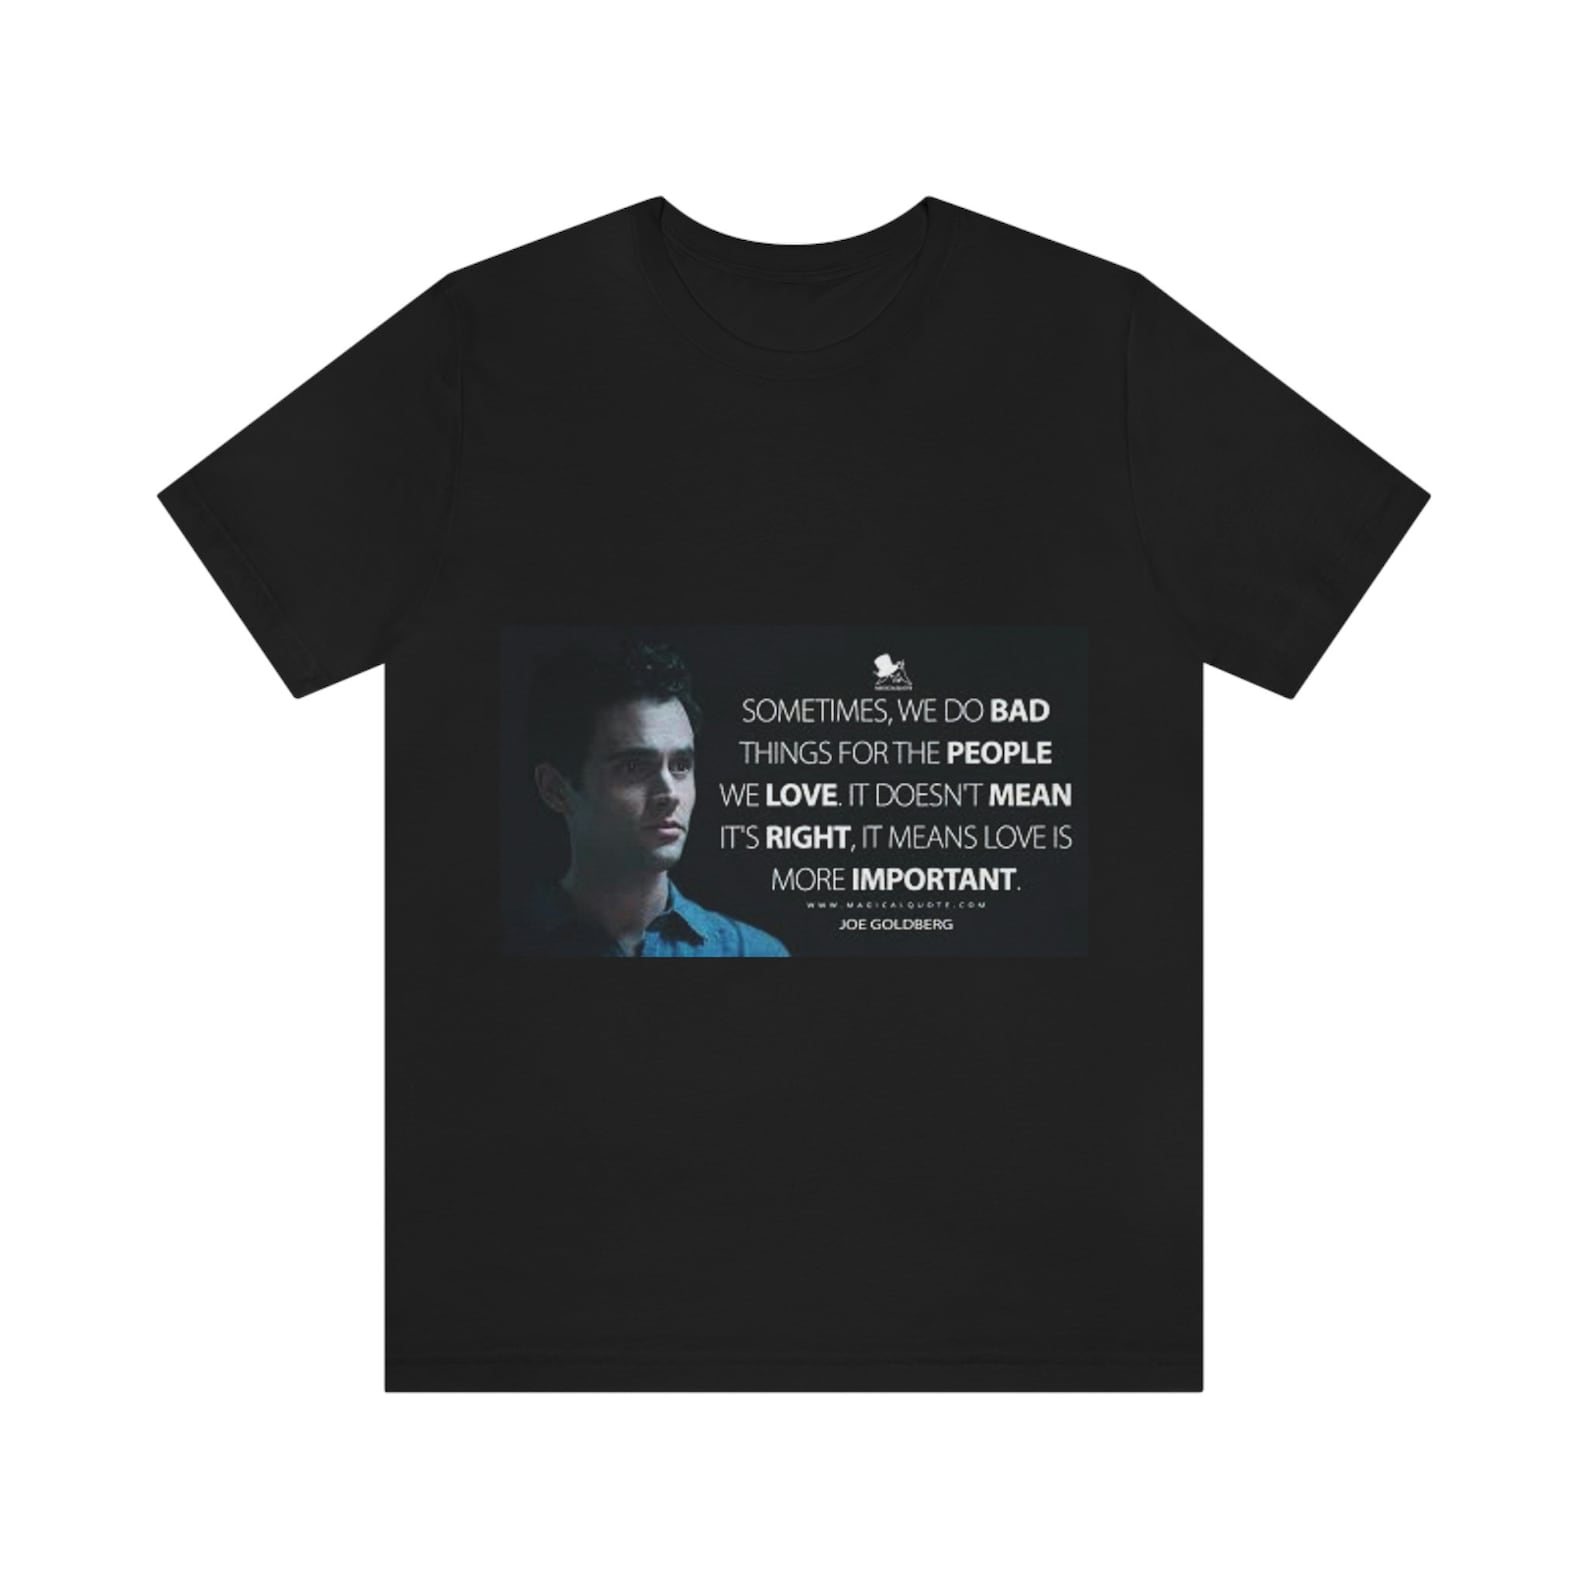 MAGICALQUOTE
SOMETIMES, WE DO BAD
THINGS FOR THE PEOPLE
WE LOVE. IT DOESN'T MEAN
IT'S RIGHT, IT MEANS LOVE IS
MORE IMPORTANT.
WWW.MAGICALQUOTE.COM
JOE GOLDBERG